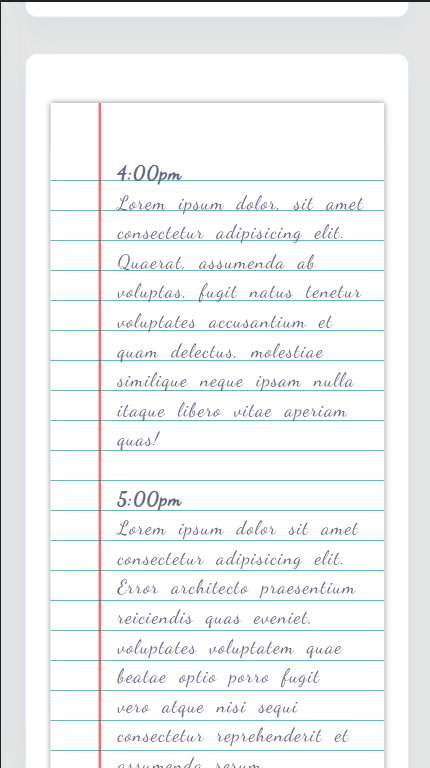 4:00pm
Lorem ipsum dolor, sit amet
consectetur adipisicing elit.
Quaerat, assumenda ab
voluptas, fugit natus tenetur
voluptates accusantium et
quam delectus, molestiae
similique neque ipsam nulla
itaque libero vitae aperiam
quas!
5:00pm
Lorem ipsum dolor sit amet
consectetur adipisicing elit.
Error architecto praesentium
reiciendis quas eveniet,
voluptates voluptatem quae
beatae optio porro fugit
vero atque nisi sequi
consectetur reprehenderit et
assumenda rerum